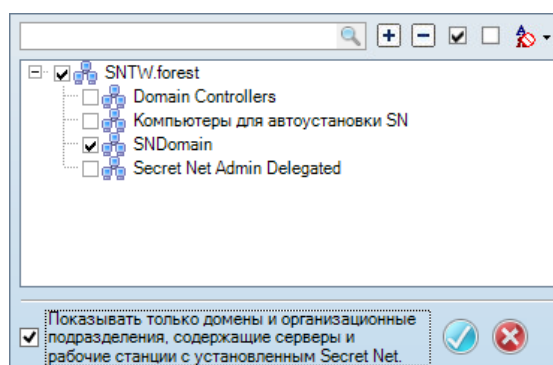 SNTW.forest
Domain Controllers
Компьютеры для автоустановки SN
SNDomain
Secret Net Admin Delegated
Показывать только домены и организационные
подразделения, содержащие серверы и
рабочие станции с установленным Secret Net.